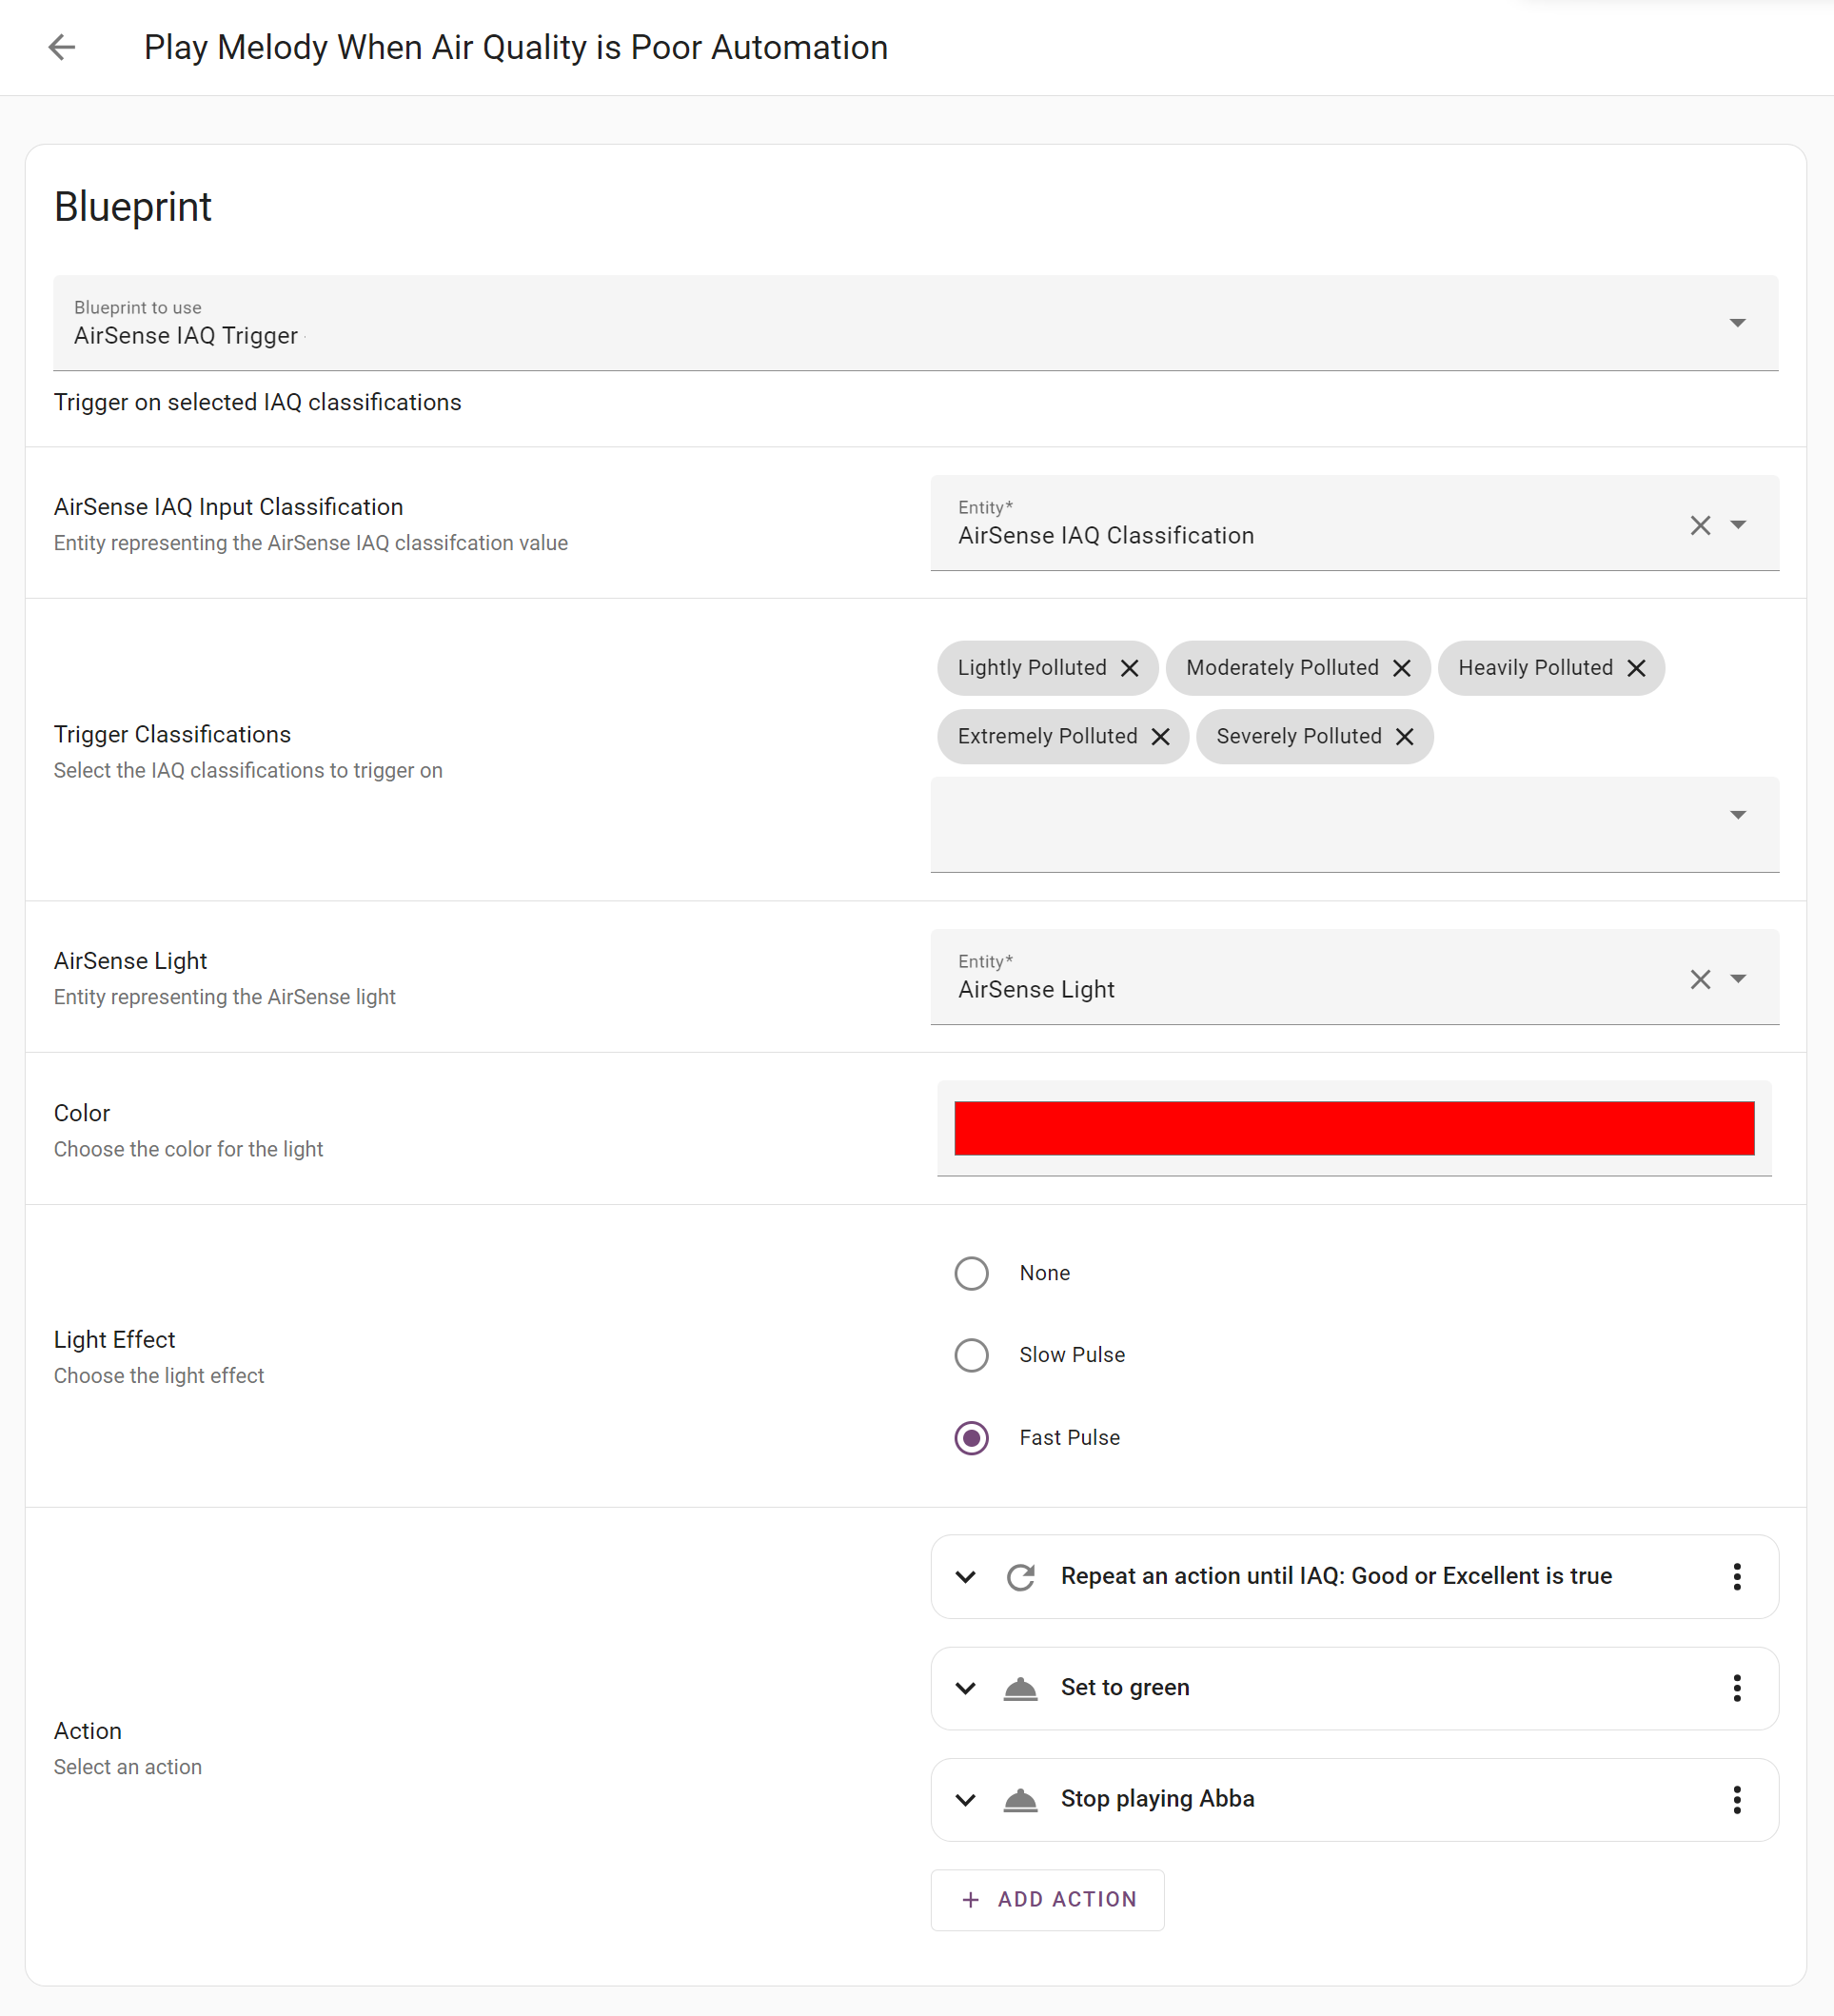 Play Melody When Air Quality is Poor Automation
Blueprint
Blueprint to use
AirSense IAQ Trigger
Trigger on selected IAQ classifications
AirSense IAQ Input Classification
Entity representing the AirSense IAQ classifcation value
Entity*
AirSense IAQ Classification
Trigger Classifications
Select the IAQ classifications to trigger on
Lightly Polluted
Moderately Polluted
Heavily Polluted
Extremely Polluted
Severely Polluted
AirSense Light
Entity representing the AirSense light
Entity*
AirSense Light
Color
Choose the color for the light
Light Effect
Choose the light effect
None
Slow Pulse
Fast Pulse
Action
Select an action
Repeat an action until IAQ: Good or Excellent is true
Set to green
Stop playing Abba
+ ADD ACTION